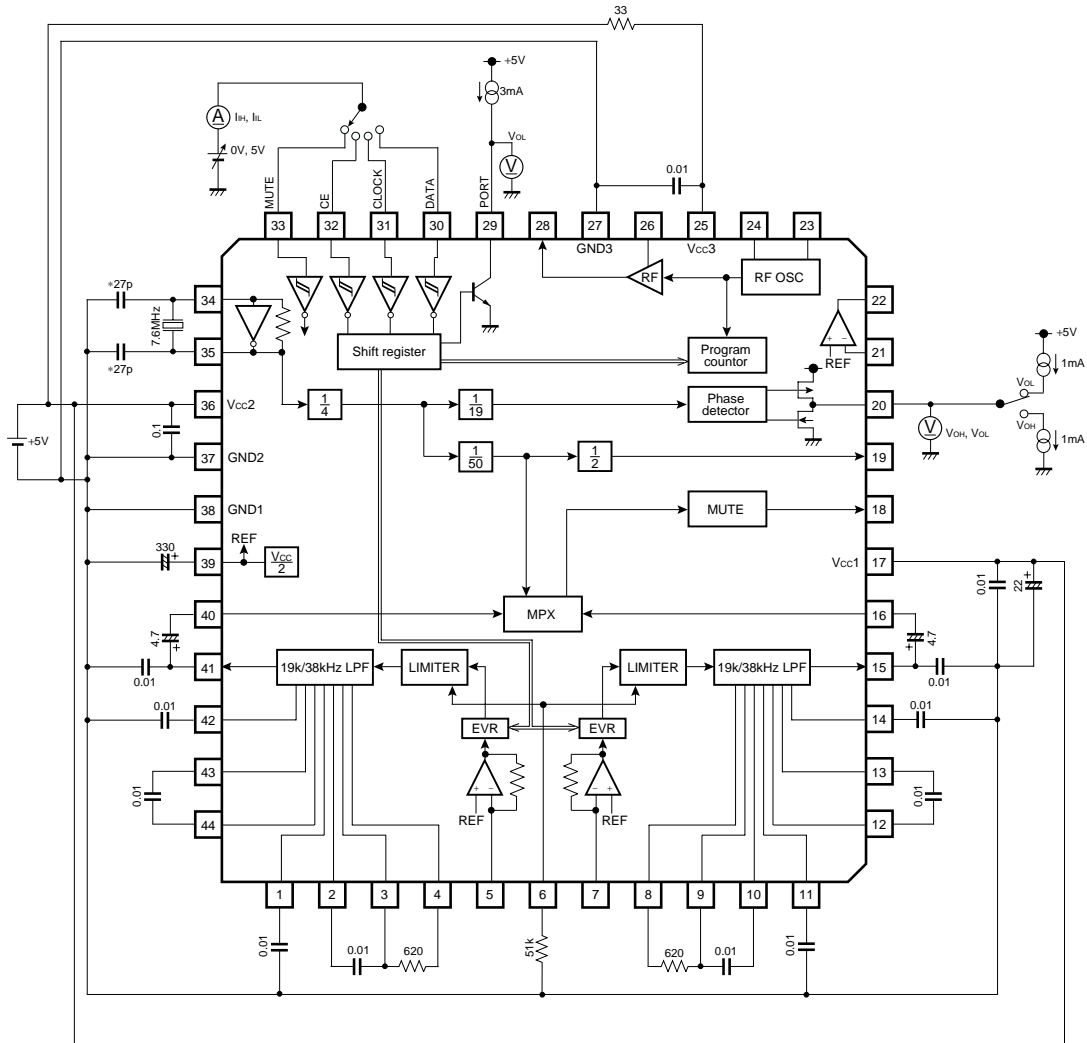 33
+5V
3mA
A
IIH, IIL
0V, 5V
VOL
V
0.01
MUTE
CE
CLOCK
DATA
PORT
33
32
31
30
29
28
27
26
25
24
23
GND3
VCC3
RF
RF OSC
*27p
34
7.6MHz
35
*27p
22
+ −
REF
21
+5V
1mA
Shift register
Program
countor
36
VCC2
1/4
1/19
Phase
detector
20
VOL
VOH
V
VOH, VOL
1mA
+5V
0.1
37
GND2
1/50
1/2
19
38
GND1
MUTE
18
330
+
39
REF
VCC/2
VCC1
17
0.01
22
+
40
MPX
16
4.7
+
4.7
+
41
0.01
19k/38kHz LPF
LIMITER
LIMITER
19k/38kHz LPF
15
0.01
0.01
42
EVR
EVR
14
0.01
43
0.01
44
+ −
REF
− +
REF
13
0.01
12
1
2
3
4
5
6
7
8
9
10
11
0.01
0.01
620
51k
620
0.01
0.01